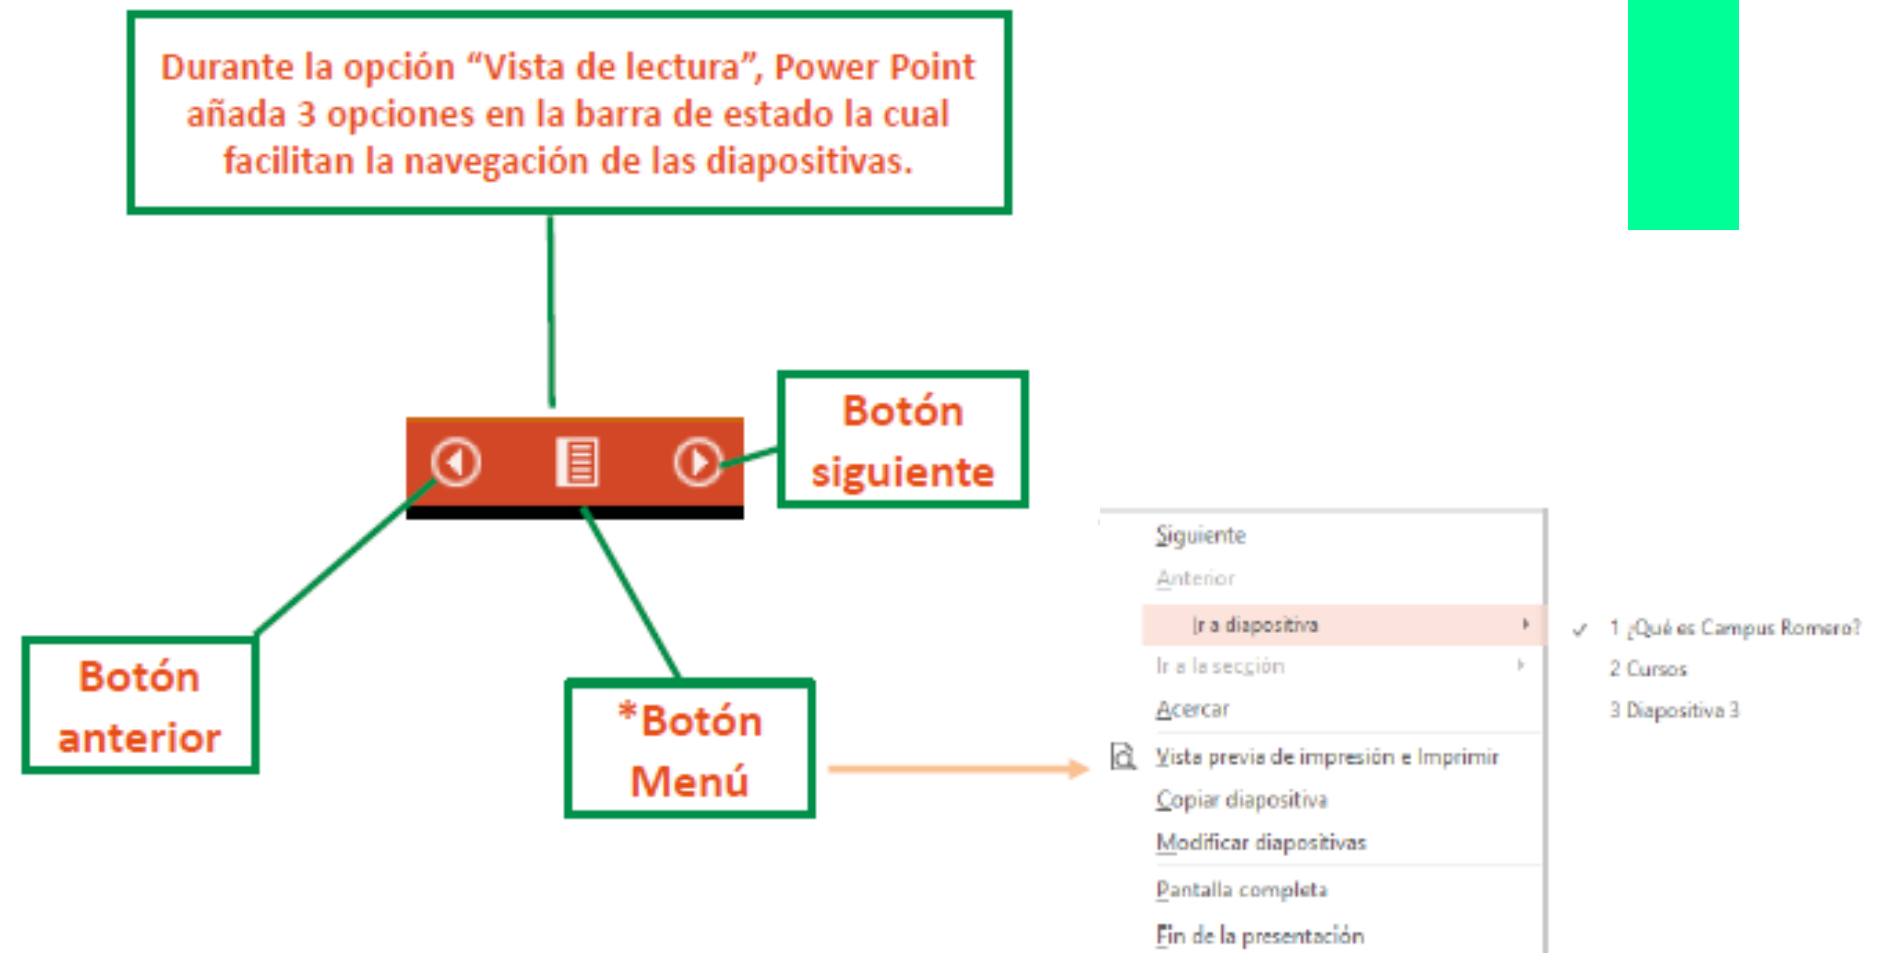 Durante la opción “Vista de lectura”, Power Point
añada 3 opciones en la barra de estado la cual
facilitan la navegación de las diapositivas.
Botón
siguiente
Botón
anterior
*Botón
Menú
Siguiente
Anterior
Ir a diapositiva
Ir a la sección
Acercar
Vista previa de impresión e Imprimir
Copiar diapositiva
Modificar diapositivas
Pantalla completa
Fin de la presentación
1 ¿Qué es Campus Romero?
2 Cursos
3 Diapositiva 3